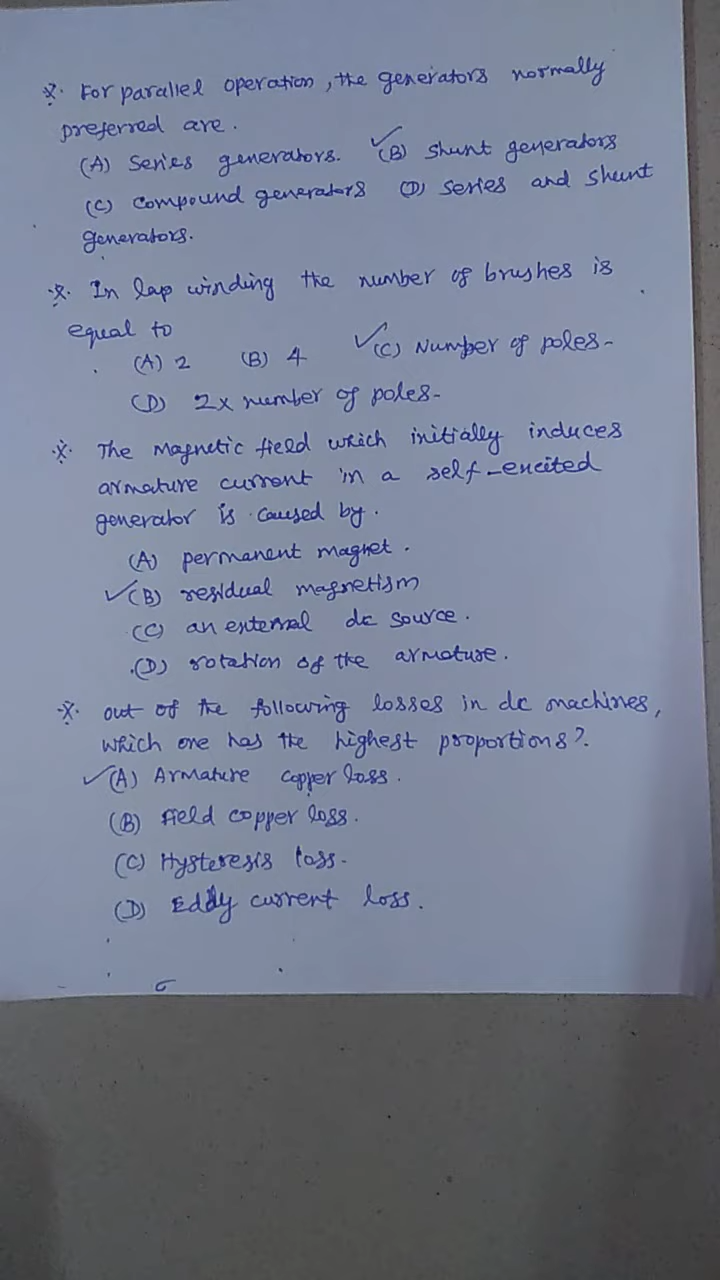 ※. For parallel operation, the generators normally
preferred are.
(A) Series generators. ✓(B) Shunt generators
(C) Compound generators (D) Series and Shunt
generators.
※. In lap winding the number of brushes is
equal to
(A) 2 (B) 4 ✓(C) Number of poles-
(D) 2x number of poles-
※. The Magnetic field which initially induces
armature current in a self-encited
generator is caused by.
(A) permanent magnet.
✓(B) residual magnetism
(C) an external dc source.
(D) rotation of the armature.
※. out of the following losses in dc machines,
which one has the highest proportions?.
✓(A) Armature copper loss.
(B) Field copper loss.
(C) Hysteresis loss-
(D) Eddy current loss.